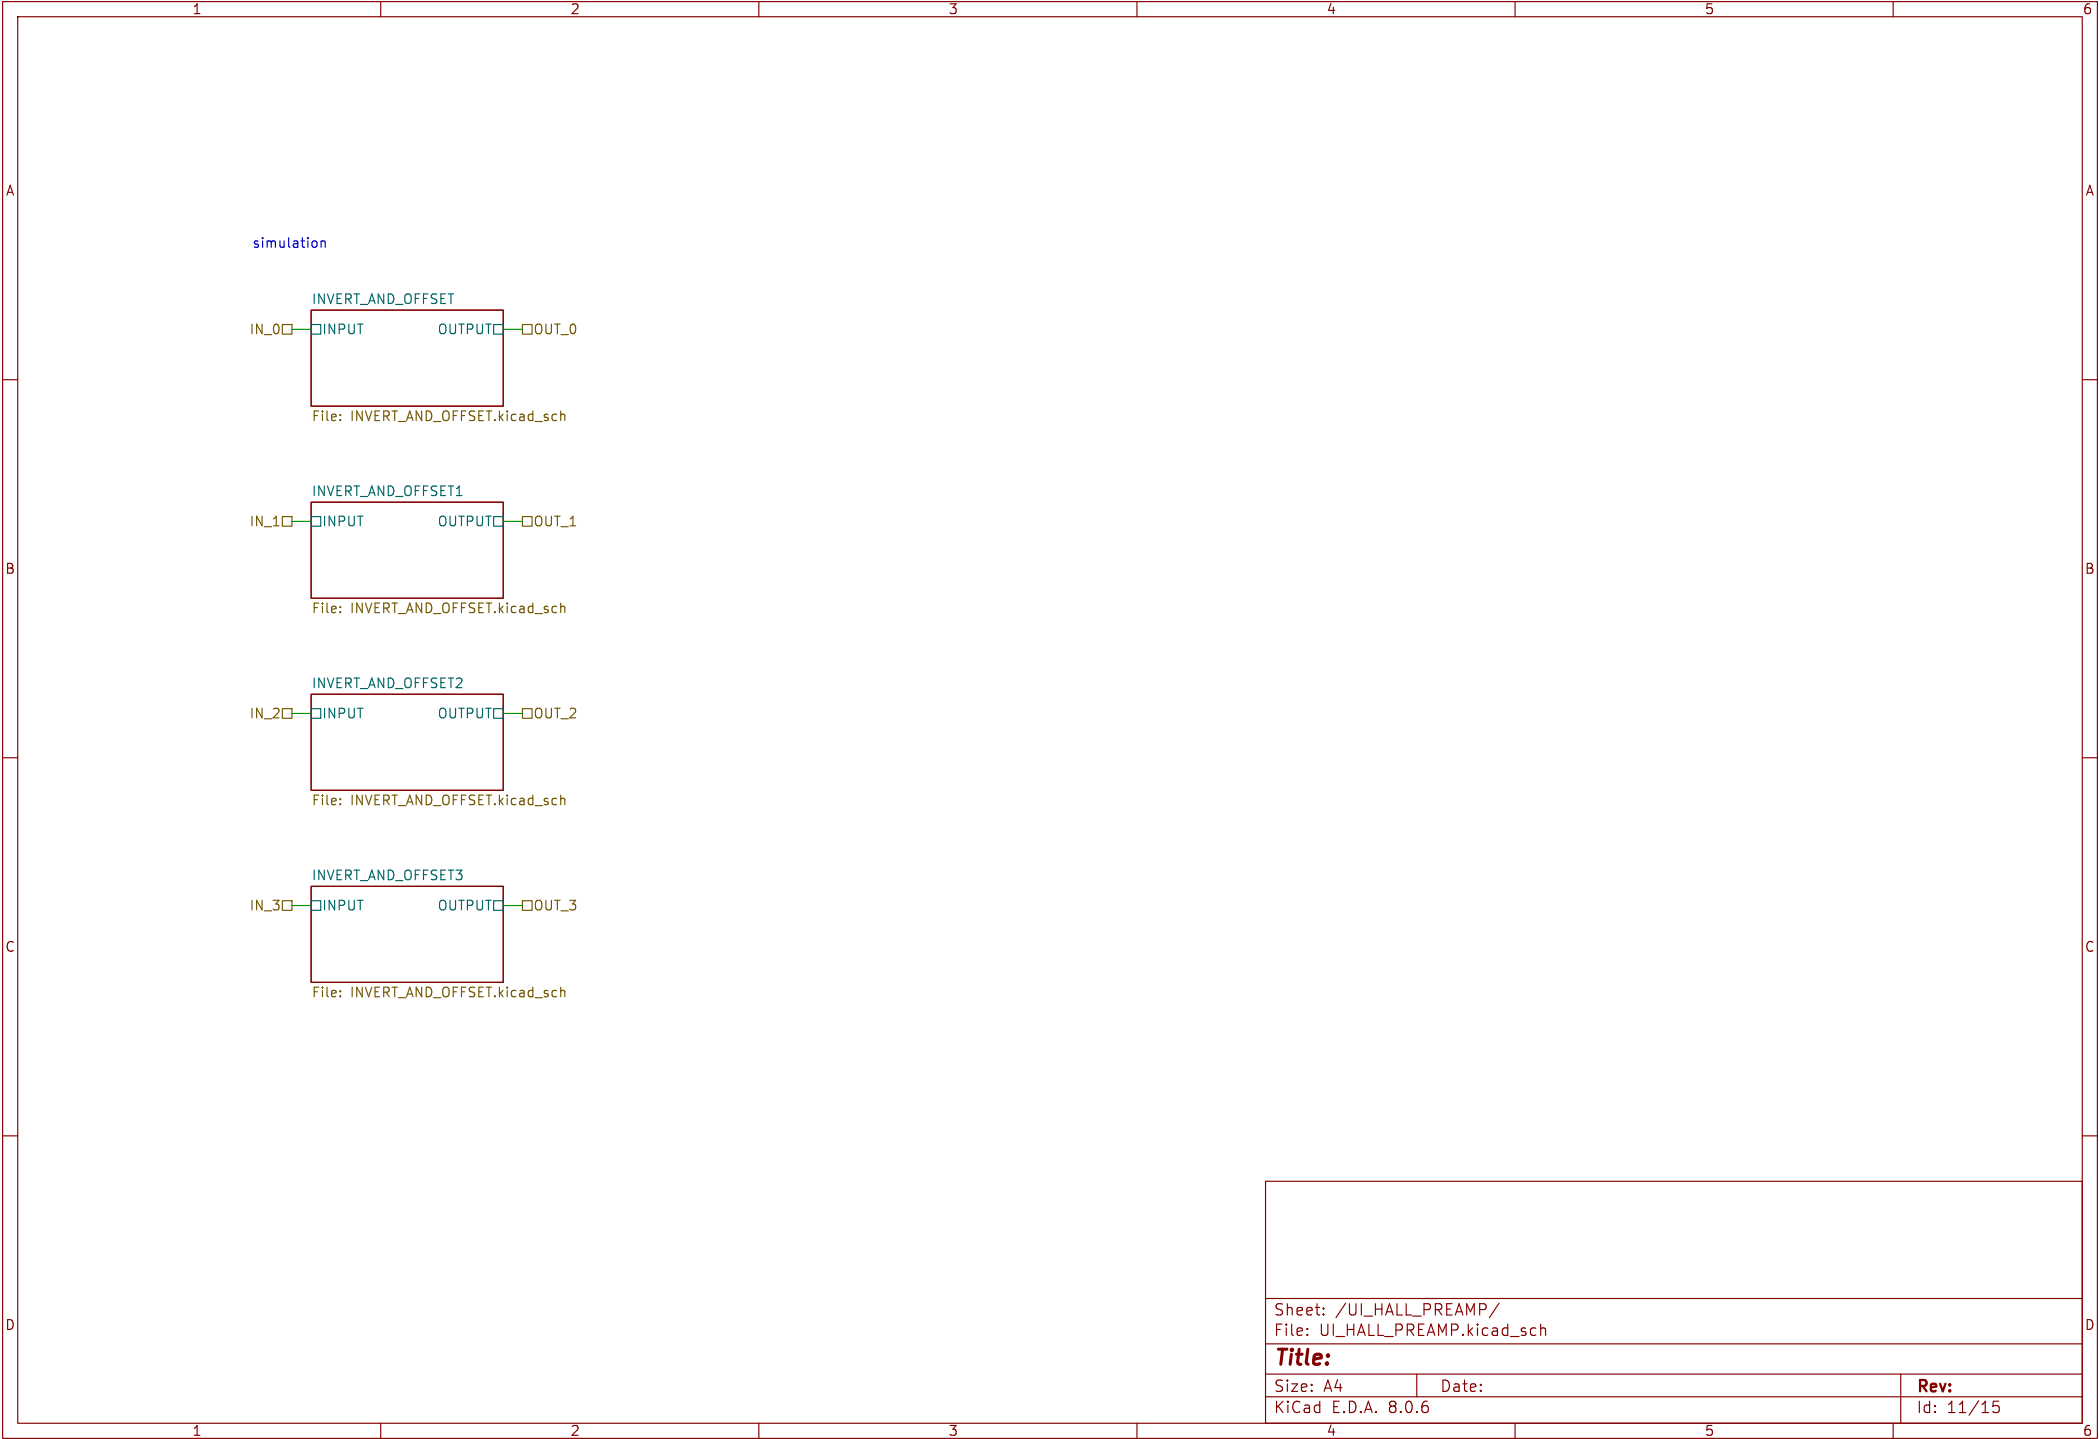 1 2 3 4 5 6
A A
simulation
INVERT_AND_OFFSET
IN_0 INPUT OUTPUT OUT_0
File: INVERT_AND_OFFSET.kicad_sch
INVERT_AND_OFFSET1
IN_1 INPUT OUTPUT OUT_1
B B
File: INVERT_AND_OFFSET.kicad_sch
INVERT_AND_OFFSET2
IN_2 INPUT OUTPUT OUT_2
File: INVERT_AND_OFFSET.kicad_sch
INVERT_AND_OFFSET3
IN_3 INPUT OUTPUT OUT_3
C C
File: INVERT_AND_OFFSET.kicad_sch
Sheet: /UI_HALL_PREAMP/
D D
File: UI_HALL_PREAMP.kicad_sch
Title:
Size: A4 Date: Rev:
KiCad E.D.A. 8.0.6 Id: 11/15
1 2 3 4 5 6